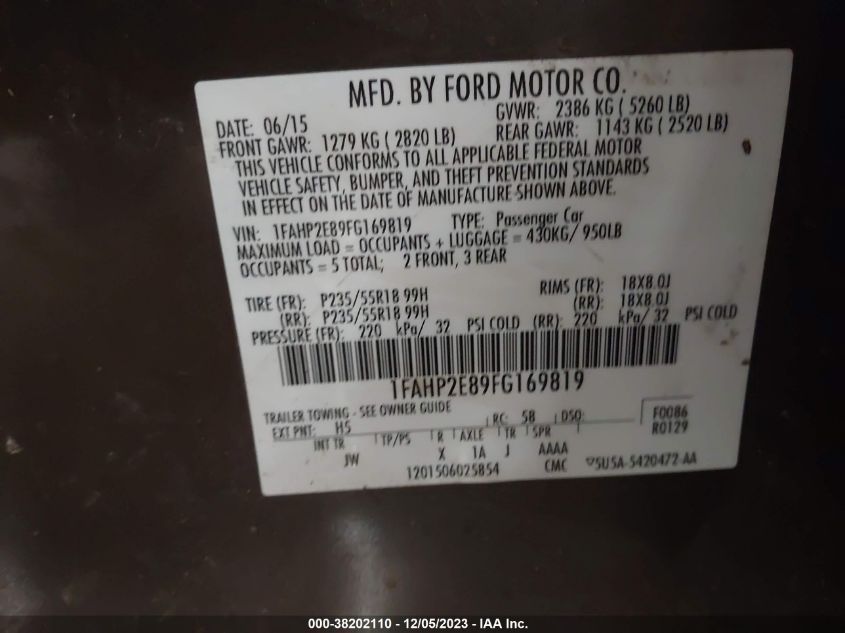 MFD. BY FORD MOTOR CO.
DATE: 06/15 GVWR: 2386 KG ( 5260 LB)
FRONT GAWR: 1279 KG ( 2820 LB) REAR GAWR: 1143 KG ( 2520 LB)
THIS VEHICLE CONFORMS TO ALL APPLICABLE FEDERAL MOTOR
VEHICLE SAFETY, BUMPER, AND THEFT PREVENTION STANDARDS
IN EFFECT ON THE DATE OF MANUFACTURE SHOWN ABOVE.
VIN: 1FAHP2E89FG169819 TYPE: Passenger Car
MAXIMUM LOAD = OCCUPANTS + LUGGAGE = 430KG/ 950LB
OCCUPANTS = 5 TOTAL; 2 FRONT, 3 REAR
TIRE (FR): P235/55R18 99H RIMS (FR): 18X8.0J
(RR): P235/55R18 99H (RR): 18X8.0J
PRESSURE (FR): 220 kPa/ 32 PSI COLD (RR): 220 kPa/ 32 PSI COLD
1FAHP2E89FG169819
TRAILER TOWING - SEE OWNER GUIDE
EXT PNT: H5 RC: 5B DSO: F0086
R0129
INT TR TP/PS R AXLE TR SPR
JW X 1A J AAAA
1201506025854 CMC 5U5A-5420472-AA
000-38202110 - 12/05/2023 - IAA Inc.